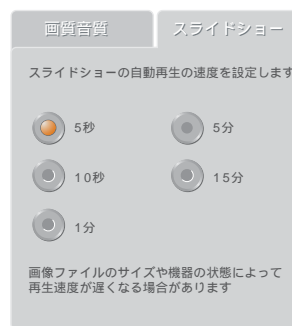 画質音質
スライドショー
スライドショーの自動再生の速度を設定します
5秒
5分
10秒
15分
1分
画像ファイルのサイズや機器の状態によって
再生速度が遅くなる場合があります